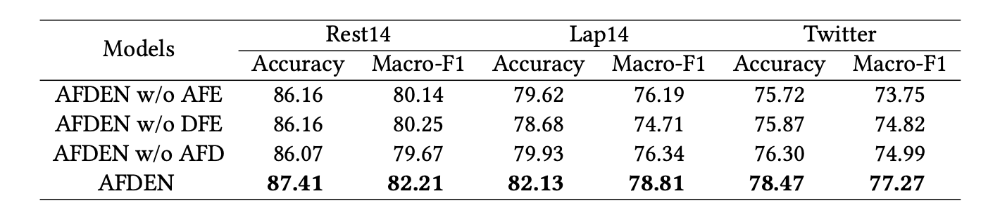 Models Rest14 Lap14 Twitter
Accuracy Macro-F1 Accuracy Macro-F1 Accuracy Macro-F1
AFDEN w/o AFE 86.16 80.14 79.62 76.19 75.72 73.75
AFDEN w/o DFE 86.16 80.25 78.68 74.71 75.87 74.82
AFDEN w/o AFD 86.07 79.67 79.93 76.34 76.30 74.99
AFDEN 87.41 82.21 82.13 78.81 78.47 77.27